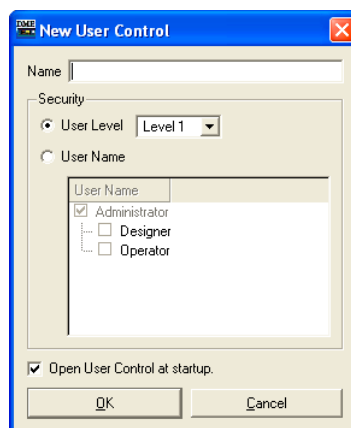 DME New User Control
Name
Security
User Level Level 1
User Name
User Name
Administrator
Designer
Operator
Open User Control at startup.
OK Cancel